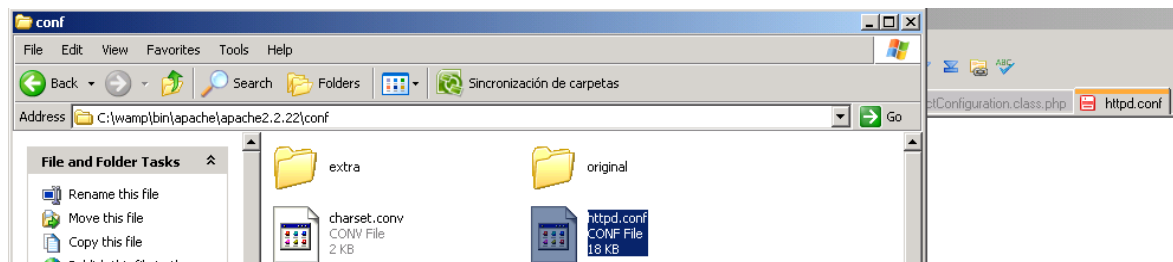 conf
File Edit View Favorites Tools Help
Back Search Folders Sincronización de carpetas
Address C:\wamp\bin\apache\apache2.2.22\conf Go
ABC
ctConfiguration.class.php httpd.conf
File and Folder Tasks
Rename this file
Move this file
Copy this file
extra
original
charset.conv
CONV File
2 KB
httpd.conf
CONF File
18 KB